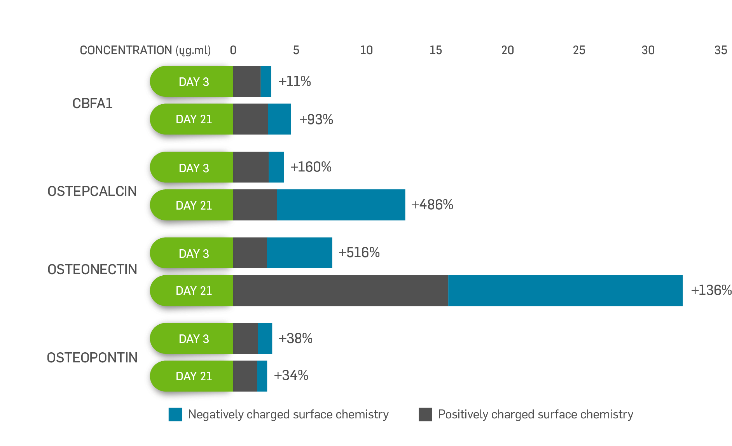 CONCENTRATION (ɥg.ml) 0 5 10 15 20 25 30 35
CBFA1
DAY 3 +11%
DAY 21 +93%
OSTEPCALCIN
DAY 3 +160%
DAY 21 +486%
OSTEONECTIN
DAY 3 +516%
DAY 21 +136%
OSTEOPONTIN
DAY 3 +38%
DAY 21 +34%
Negatively charged surface chemistry Positively charged surface chemistry